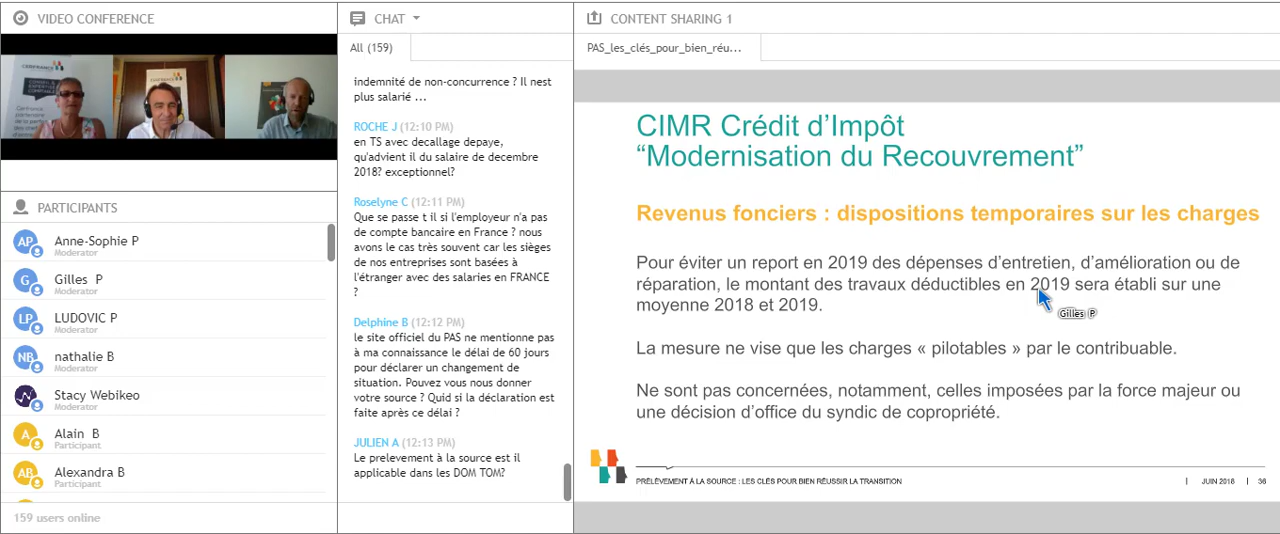 VIDEO CONFERENCE
PARTICIPANTS
AP
Anne-Sophie P
Moderator
G
Gilles P
Moderator
LP
LUDOVIC P
Moderator
NB
nathalie B
Moderator
Stacy Webikeo
Moderator
A
Alain B
Participant
AB
Alexandra B
Participant
159 users online
CHAT
All (159)
indemnité de non-concurrence ? Il nest
plus salarié ...
ROCHE J (12:10 PM)
en TS avec decallage depaye,
qu'advient il du salaire de decembre
2018? exceptionnel?
Roselyne C (12:11 PM)
Que se passe t il si l'employeur n'a pas
de compte bancaire en France ? nous
avons le cas très souvent car les sièges
de nos entreprises sont basées à
l'étranger avec des salariés en FRANCE
?
Delphine B (12:12 PM)
le site officiel du PAS ne mentionne pas
à ma connaissance le délai de 60 jours
pour déclarer un changement de
situation. Pouvez vous nous donner
votre source ? Quid si la déclaration est
faite après ce délai ?
JULIEN A (12:13 PM)
Le prelevement à la source est il
applicable dans les DOM TOM?
CONTENT SHARING 1
PAS_les_clés_pour_bien_réu...
CIMR Crédit d'Impôt
"Modernisation du Recouvrement"
Revenus fonciers : dispositions temporaires sur les charges
Pour éviter un report en 2019 des dépenses d'entretien, d'amélioration ou de
réparation, le montant des travaux déductibles en 2019 sera établi sur une
moyenne 2018 et 2019.
Gilles P
La mesure ne vise que les charges « pilotables » par le contribuable.
Ne sont pas concernées, notamment, celles imposées par la force majeur ou
une décision d'office du syndic de copropriété.
PRÉLÈVEMENT À LA SOURCE : LES CLÉS POUR BIEN RÉUSSIR LA TRANSITION | JUIN 2018 | 36